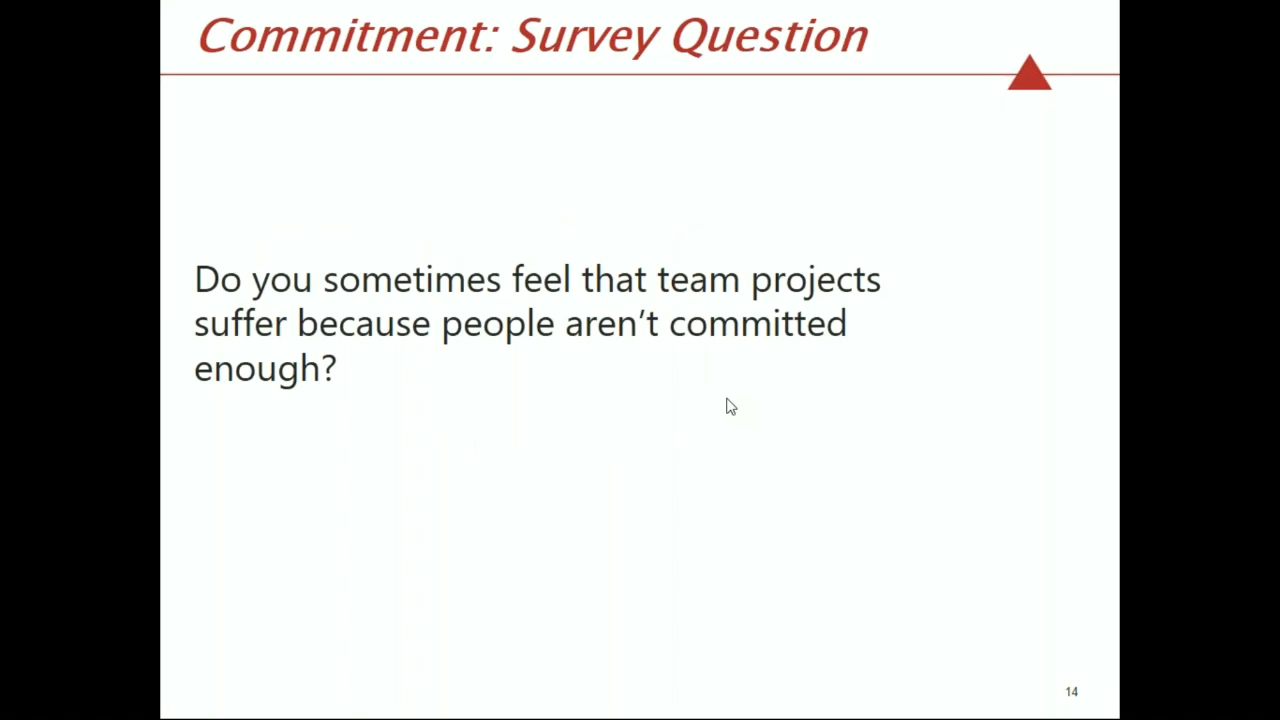 Commitment: Survey Question
Do you sometimes feel that team projects
suffer because people aren’t committed
enough?
14